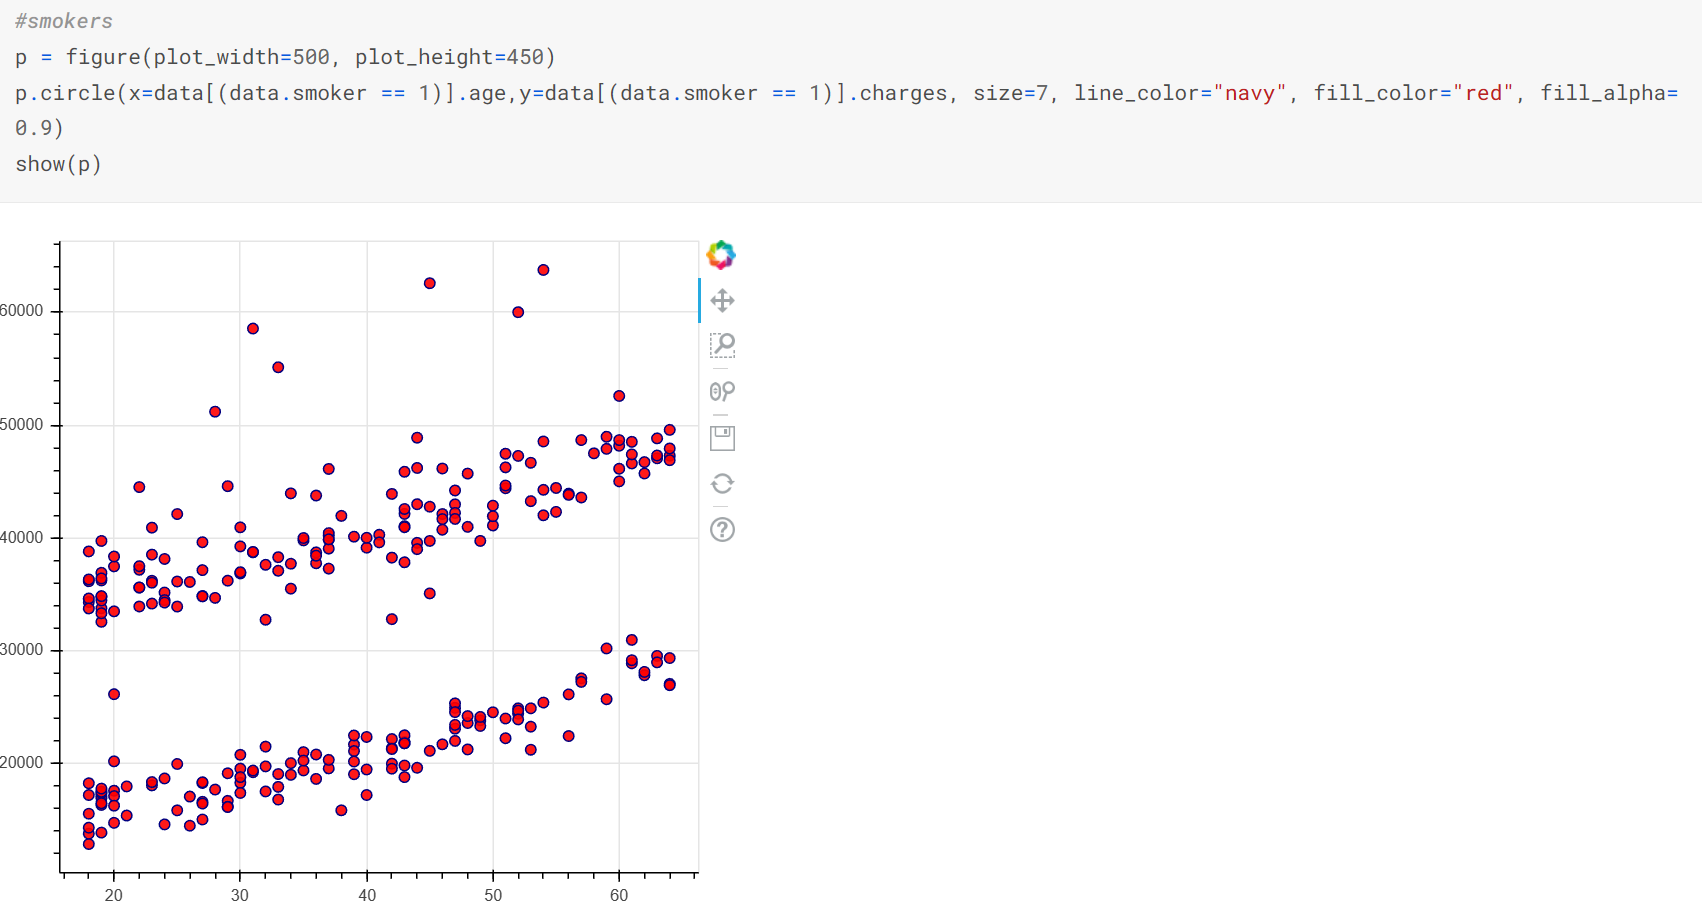 #smokers
p = figure(plot_width=500, plot_height=450)
p.circle(x=data[(data.smoker == 1)].age,y=data[(data.smoker == 1)].charges, size=7, line_color="navy", fill_color="red", fill_alpha=
0.9)
show(p)
60000
50000
40000
30000
20000
20 30 40 50 60